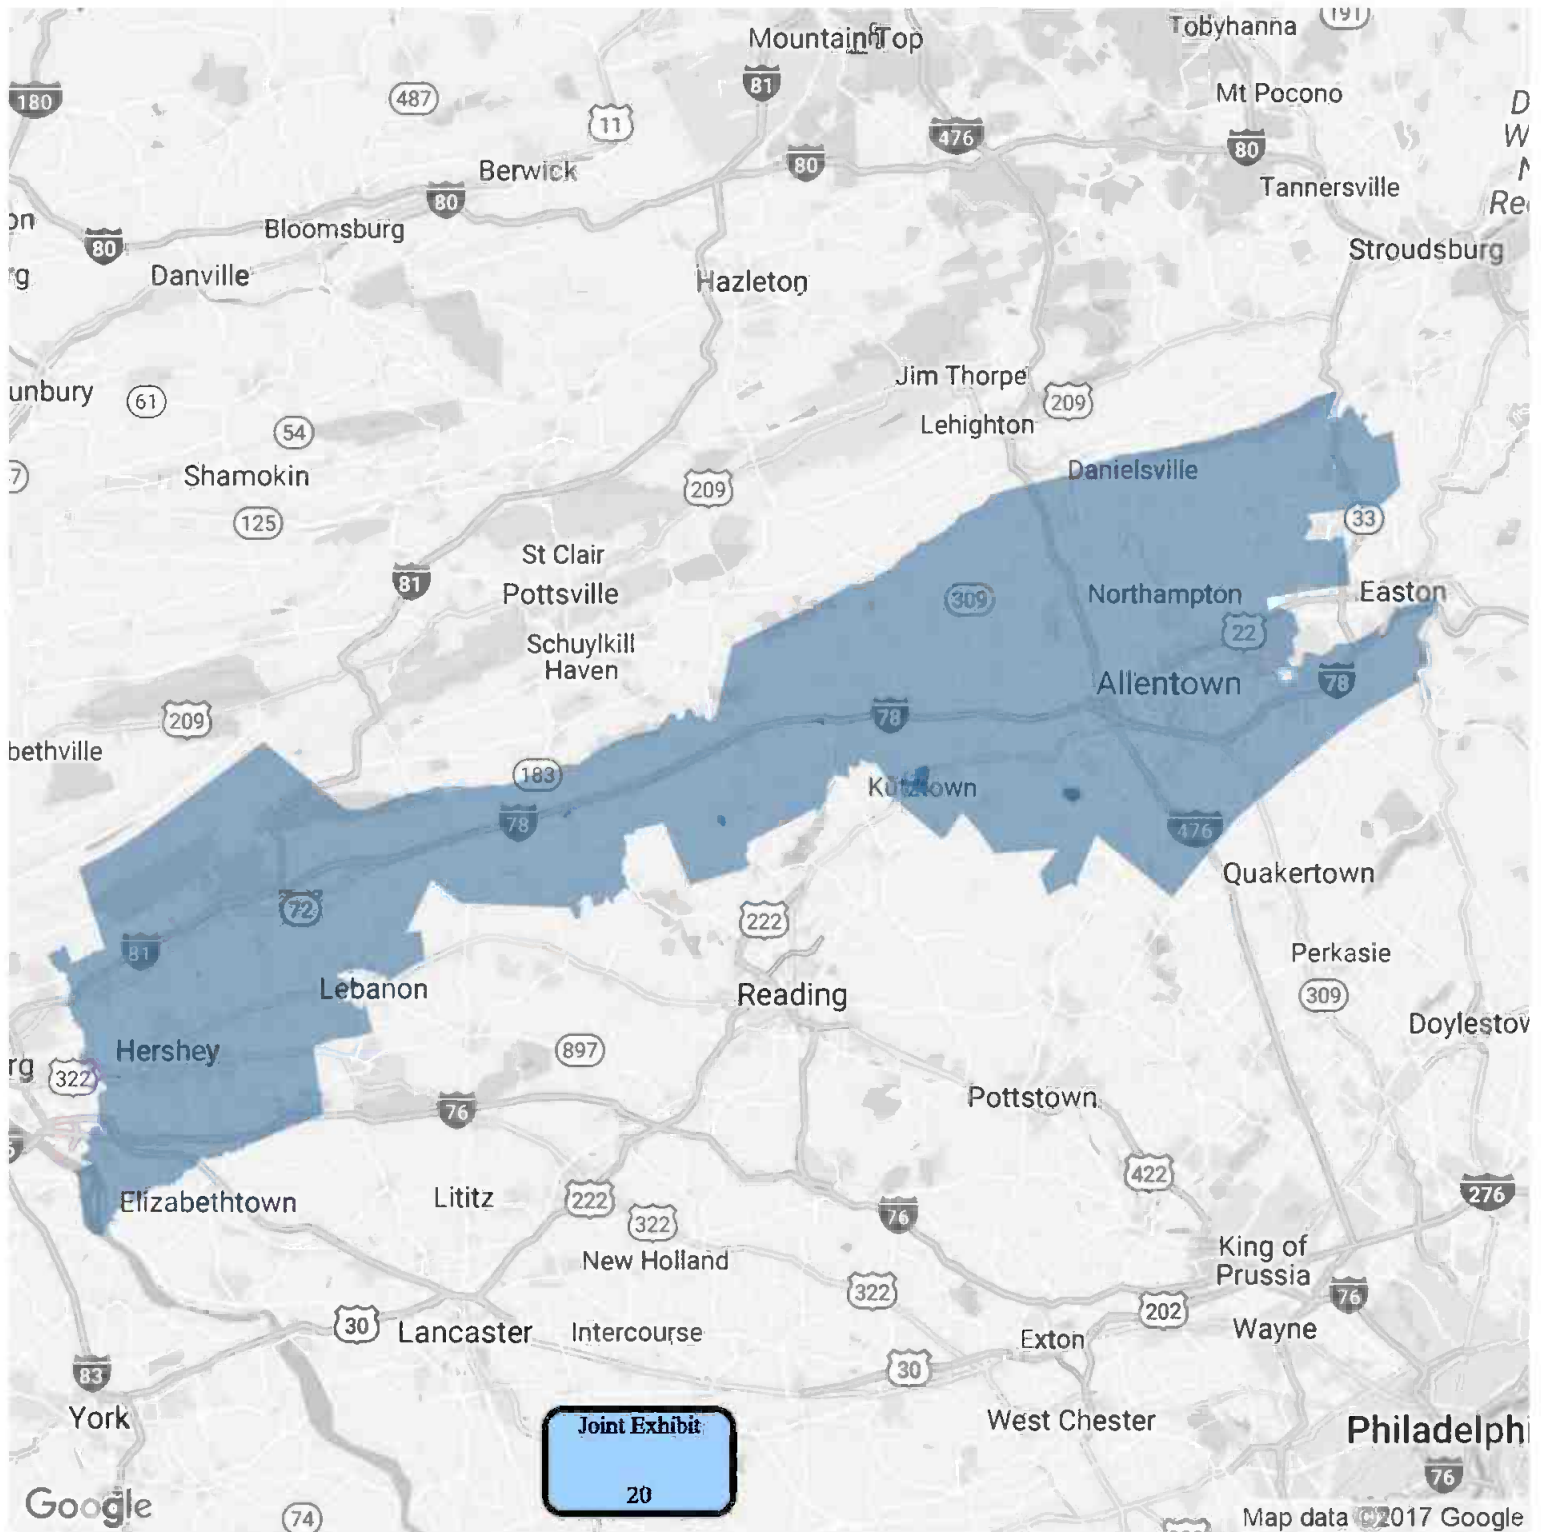 191
Tobyhanna
Mountain Top
81
180
487
Mt Pocono
11
476
80
80
Berwick
80
Tannersville
Bloomsburg
80
Danville
Stroudsburg
Hazleton
Jim Thorpe
209
unbury
61
Lehighton
54
Danielsville
Shamokin
209
125
33
St Clair
81
Pottsville
309
Northampton
Easton
22
Schuylkill
Haven
Allentown
78
209
78
bethville
183
Kutztown
78
476
Quakertown
72
222
81
Perkasie
Lebanon
Reading
309
Doylestow
Hershey
897
rg
322
Pottstown
76
422
Elizabethtown
Lititz
222
276
322
76
New Holland
King of
Prussia
322
76
202
30
Lancaster
Intercourse
Wayne
Exton
30
83
York
Joint Exhibit
20
West Chester
Philadelphi
76
Google
74
Map data ©2017 Google